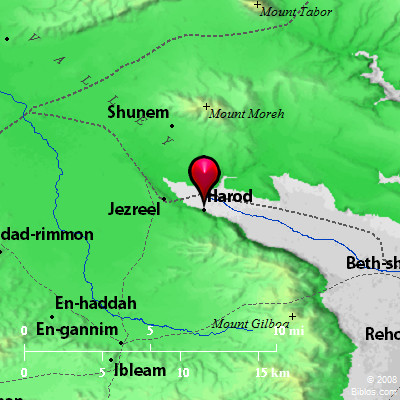 Mount Tabor
VALLEY
Shunem
Mount Moreh
Harod
Jezreel
dad-rimmon
Beth-sh
En-haddah
Mount Gilboa
En-gannim
0 5 10 mi
Reho
Ibleam
0 5 10 15 km
© 2008
Biblos.com
man